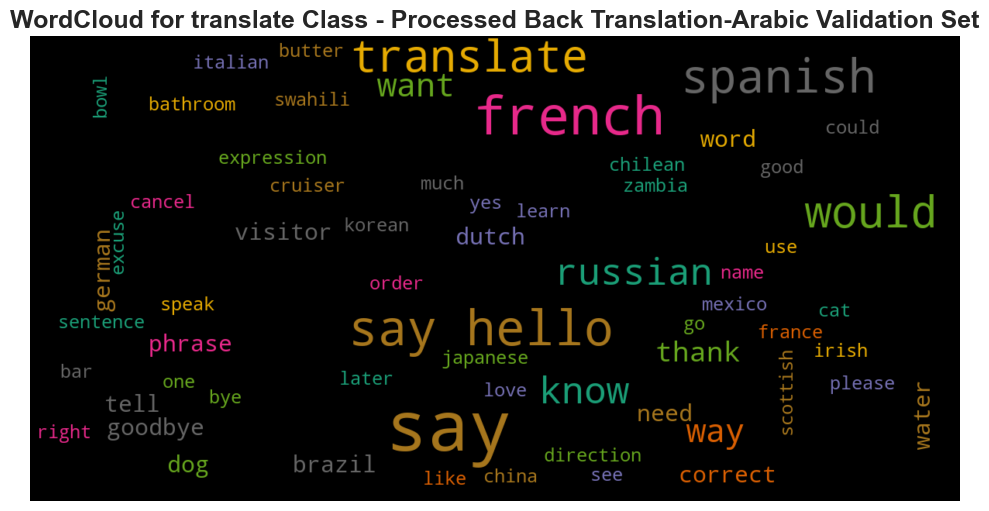 WordCloud for translate Class - Processed Back Translation-Arabic Validation Set
butter
translate
italian
spanish
bowl
want
bathroom
swahili
french
word
could
expression
chilean
good
cruiser
much
zambia
cancel
yes
learn
would
excuse
visitor
korean
dutch
use
german
order
russian
name
speak
mexico
cat
sentence
say hello
go
france
phrase
japanese
thank
irish
bar
one
later
love
know
scottish
please
tell
bye
need
water
right
goodbye
say
way
dog
brazil
direction
like
china
see
correct